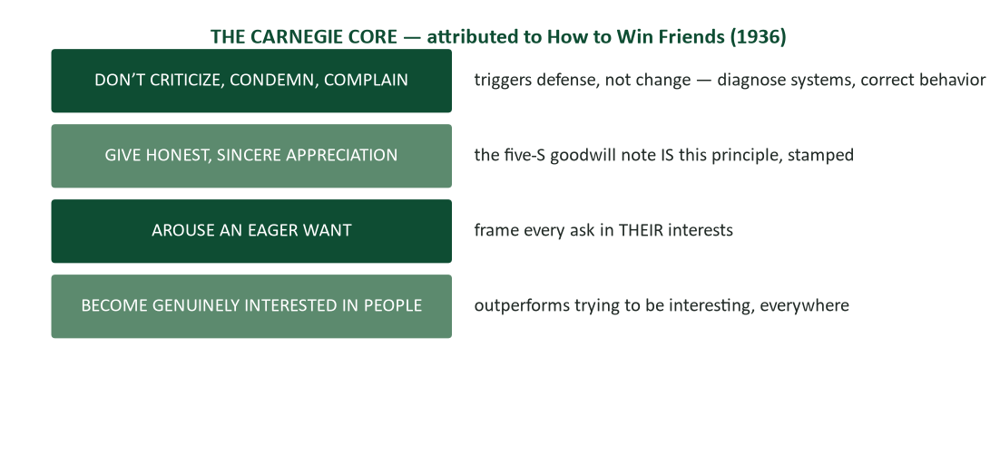 THE CARNEGIE CORE — attributed to How to Win Friends (1936)
DON’T CRITICIZE, CONDEMN, COMPLAIN
triggers defense, not change — diagnose systems, correct behavior
GIVE HONEST, SINCERE APPRECIATION
the five-S goodwill note IS this principle, stamped
AROUSE AN EAGER WANT
frame every ask in THEIR interests
BECOME GENUINELY INTERESTED IN PEOPLE
outperforms trying to be interesting, everywhere